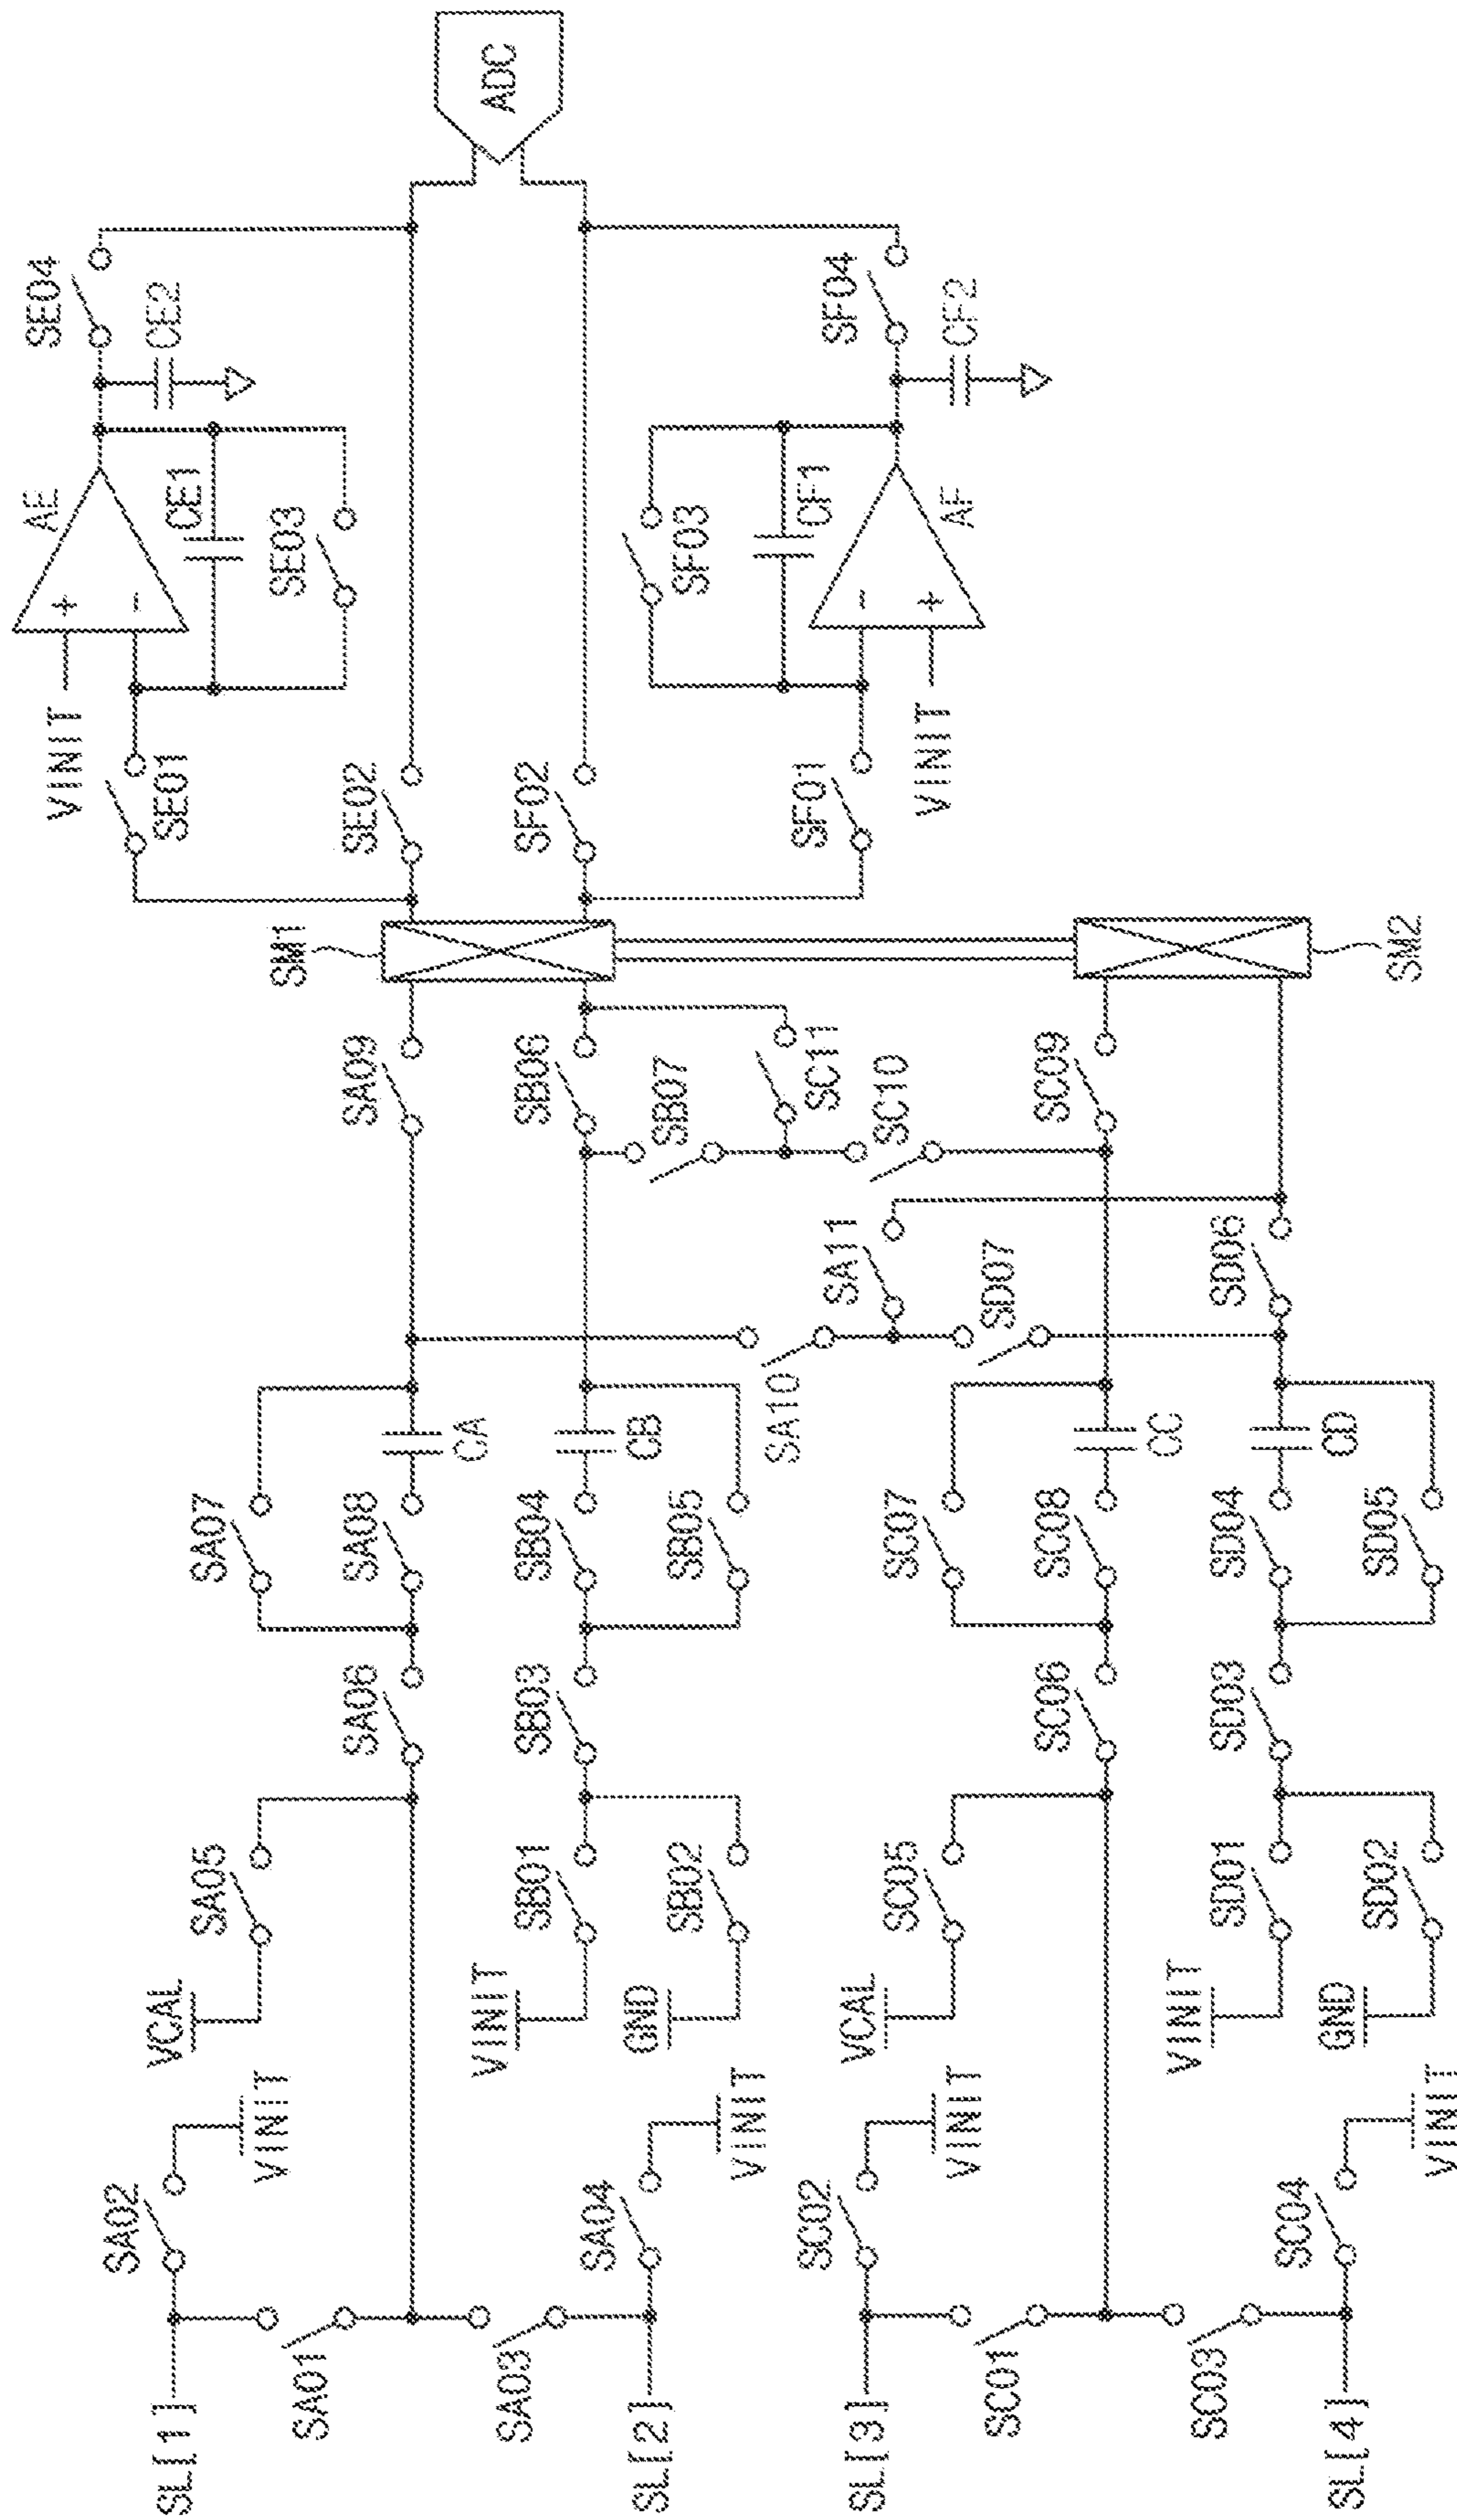 SL[1]
SA01
SA02
VINIT
VCAL
SA05
SA06
SA07
SA08
CA
SA09
SM1
SE01
VINIT
AE
+
-
CE1
SE03
SE04
CE2
SE02
ADC
SA03
SL[2]
SA04
VINIT
VINIT
SB01
GND
SB02
SB03
SB04
SB05
CB
SA10
SB06
SB07
SC11
SC10
SF02
SF01
VINIT
SF03
CF1
-
+
AF
SF04
CF2
SL[3]
SC01
SC02
VINIT
VCAL
SC05
SC06
SC07
SC08
CC
SA11
SD07
SC09
SM2
SC03
SL[4]
SC04
VINIT
VINIT
SD01
GND
SD02
SD03
SD04
SD05
CD
SD06